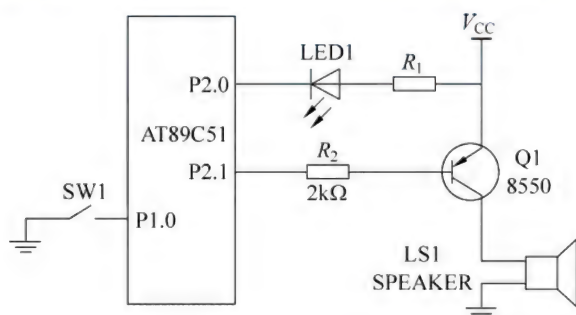 V_CC
LED1
R_1
P2.0
AT89C51
P2.1
R_2
2kΩ
Q1
8550
SW1
P1.0
LS1
SPEAKER